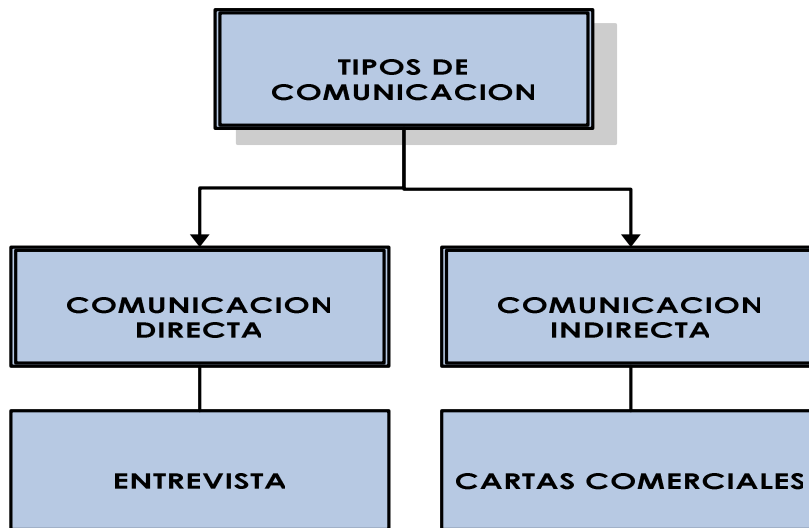 TIPOS DE
COMUNICACION
COMUNICACION
DIRECTA
COMUNICACION
INDIRECTA
ENTREVISTA
CARTAS COMERCIALES